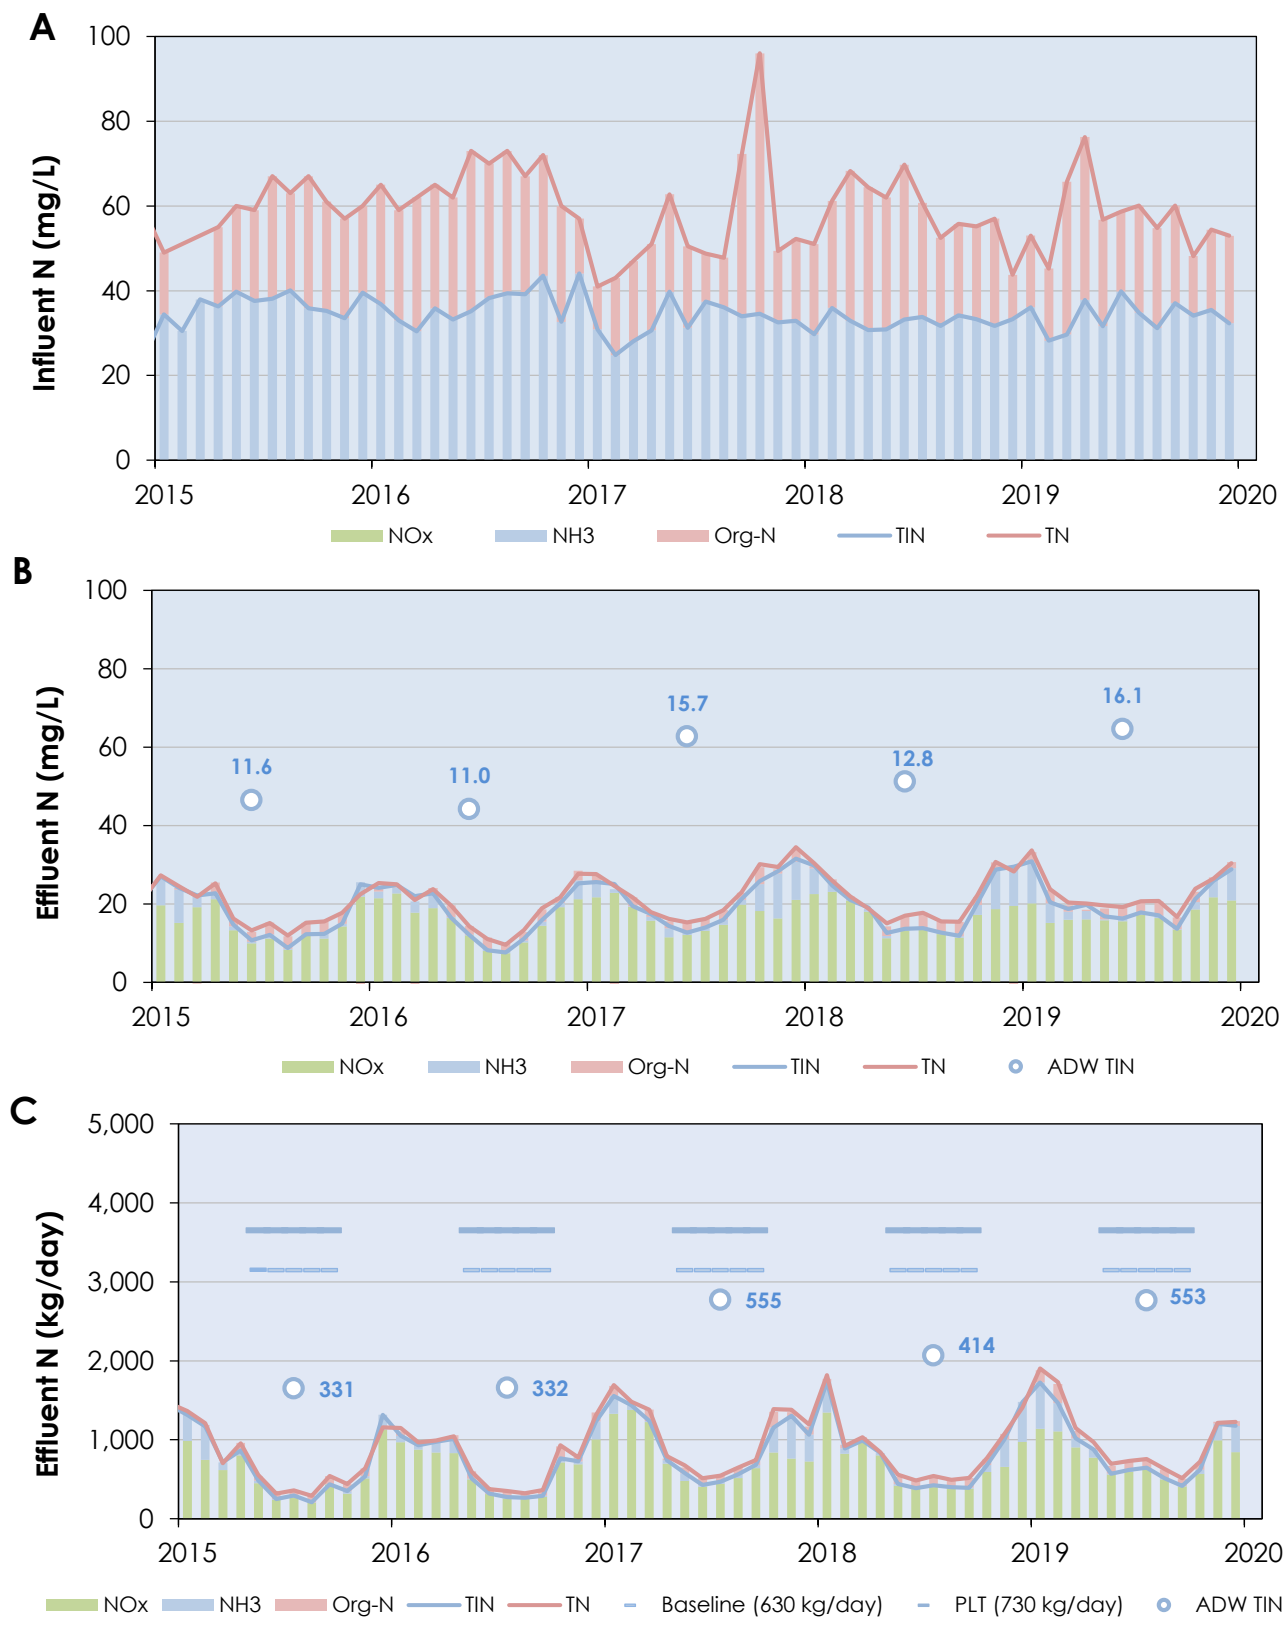 A
100
80
60
40
20
0
Influent N (mg/L)
2015 2016 2017 2018 2019 2020
NOx NH3 Org-N TIN TN
B
100
80
60
40
20
0
Effluent N (mg/L)
11.6 11.0 15.7 12.8 16.1
2015 2016 2017 2018 2019 2020
NOx NH3 Org-N TIN TN ADW TIN
C
5,000
4,000
3,000
2,000
1,000
0
Effluent N (kg/day)
331 332 555 414 553
2015 2016 2017 2018 2019 2020
NOx NH3 Org-N TIN TN Baseline (630 kg/day) PLT (730 kg/day) ADW TIN